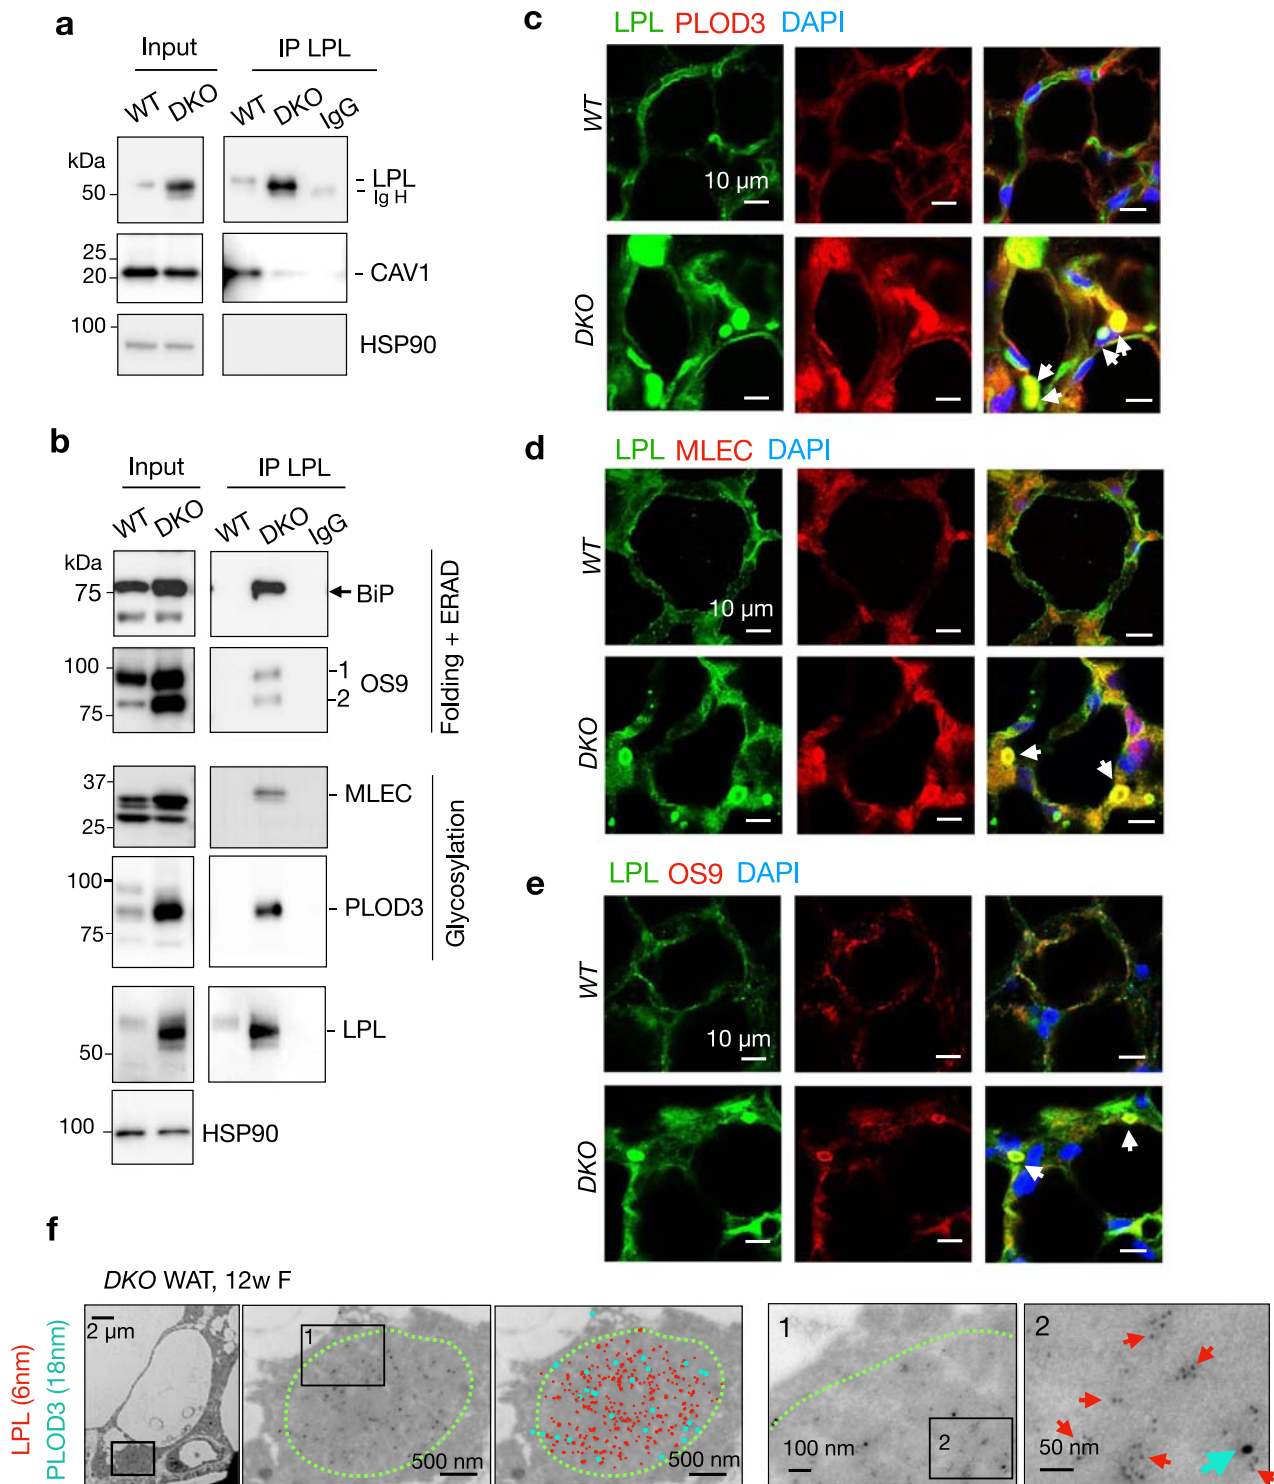 a
Input
IP LPL
WT DKO
WT DKO IgG
kDa
50
LPL
Ig H
25
20
CAV1
100
HSP90
b
Input
IP LPL
WT DKO
WT DKO IgG
kDa
75
BiP
100
75
1
OS9
2
Folding + ERAD
37
25
MLEC
100
75
PLOD3
Glycosylation
50
LPL
100
HSP90
c
LPL PLOD3 DAPI
WT
10 µm
DKO
d
LPL MLEC DAPI
WT
10 µm
DKO
e
LPL OS9 DAPI
WT
10 µm
DKO
f
DKO WAT, 12w F
LPL (6nm)
PLOD3 (18nm)
2 µm
1
500 nm
500 nm
1
2
100 nm
2
50 nm